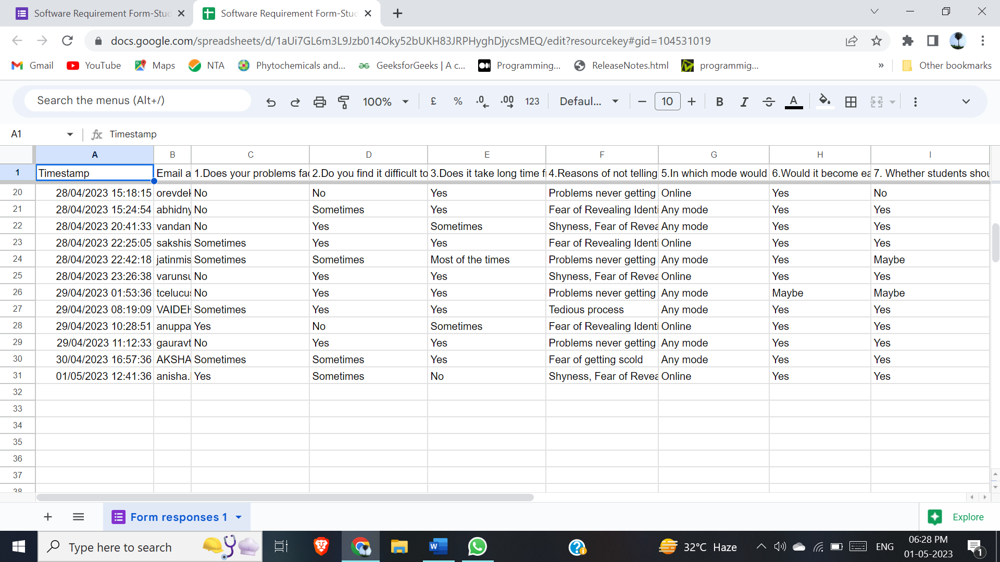 Software Requirement Form-Stud
Software Requirement Form-Stud
docs.google.com/spreadsheets/d/1aUi7GL6m3L9Jzb014Oky52bUKH83JRPHyghDjycsMEQ/edit?resourcekey#gid=104531019
Gmail YouTube Maps NTA Phytochemicals and... GeeksforGeeks | A c... Programming... ReleaseNotes.html programmig... » Other bookmarks
Search the menus (Alt+/) 100% £ % .0 .00 123 Defaul... 10 B I A
A1 fx Timestamp
A B C D E F G H I
1 Timestamp Email a 1.Does your problems fac 2.Do you find it difficult to 3.Does it take long time f 4.Reasons of not telling 5.In which mode would 6.Would it become ea 7. Whether students shou
20 28/04/2023 15:18:15 orevdek No No Yes Problems never getting Online Yes No
21 28/04/2023 15:24:54 abhidny No Sometimes Yes Fear of Revealing Identi Any mode Yes Yes
22 28/04/2023 20:41:33 vandan No Yes Sometimes Shyness, Fear of Revea Any mode Yes Yes
23 28/04/2023 22:25:05 sakshis Sometimes Yes Yes Fear of Revealing Identi Online Yes Yes
24 28/04/2023 22:42:18 jatinmis Sometimes Sometimes Most of the times Problems never getting Any mode Yes Maybe
25 28/04/2023 23:26:38 varunsu No Yes Yes Shyness, Fear of Revea Online Yes Yes
26 29/04/2023 01:53:36 tcelucus No Yes Yes Problems never getting Any mode Maybe Maybe
27 29/04/2023 08:19:09 VAIDEH Sometimes Yes Yes Tedious process Any mode Yes Yes
28 29/04/2023 10:28:51 anuppa Yes No Sometimes Fear of Revealing Identi Online Yes Yes
29 29/04/2023 11:12:33 gauravt No Yes Yes Problems never getting Any mode Yes Yes
30 30/04/2023 16:57:36 AKSHA Sometimes Sometimes Yes Fear of getting scold Any mode Yes Yes
31 01/05/2023 12:41:36 anisha. Yes Sometimes No Shyness, Fear of Revea Online Yes Yes
32
33
34
35
36
37
38
Form responses 1 Explore
Type here to search 32°C Haze ENG 06:28 PM
01-05-2023
1